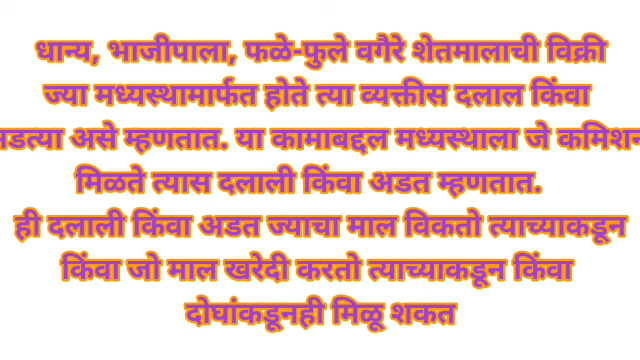 धान्य, भाजीपाला, फळे-फुले वगैरे शेतमालाची विक्री
ज्या मध्यस्थामार्फत होते त्या व्यक्तीस दलाल किंवा
असे म्हणतात. या कामाबद्दल मध्यस्थाला जे
मिळते त्यास दलाली किंवा अडत म्हणतात.
ही दलाली किंवा अडत ज्याचा माल विकतो त्याच्याकडून
किंवा जो माल खरेदी करतो त्याच्याकडून किंवा
दोघांकडूनही मिळू शकत